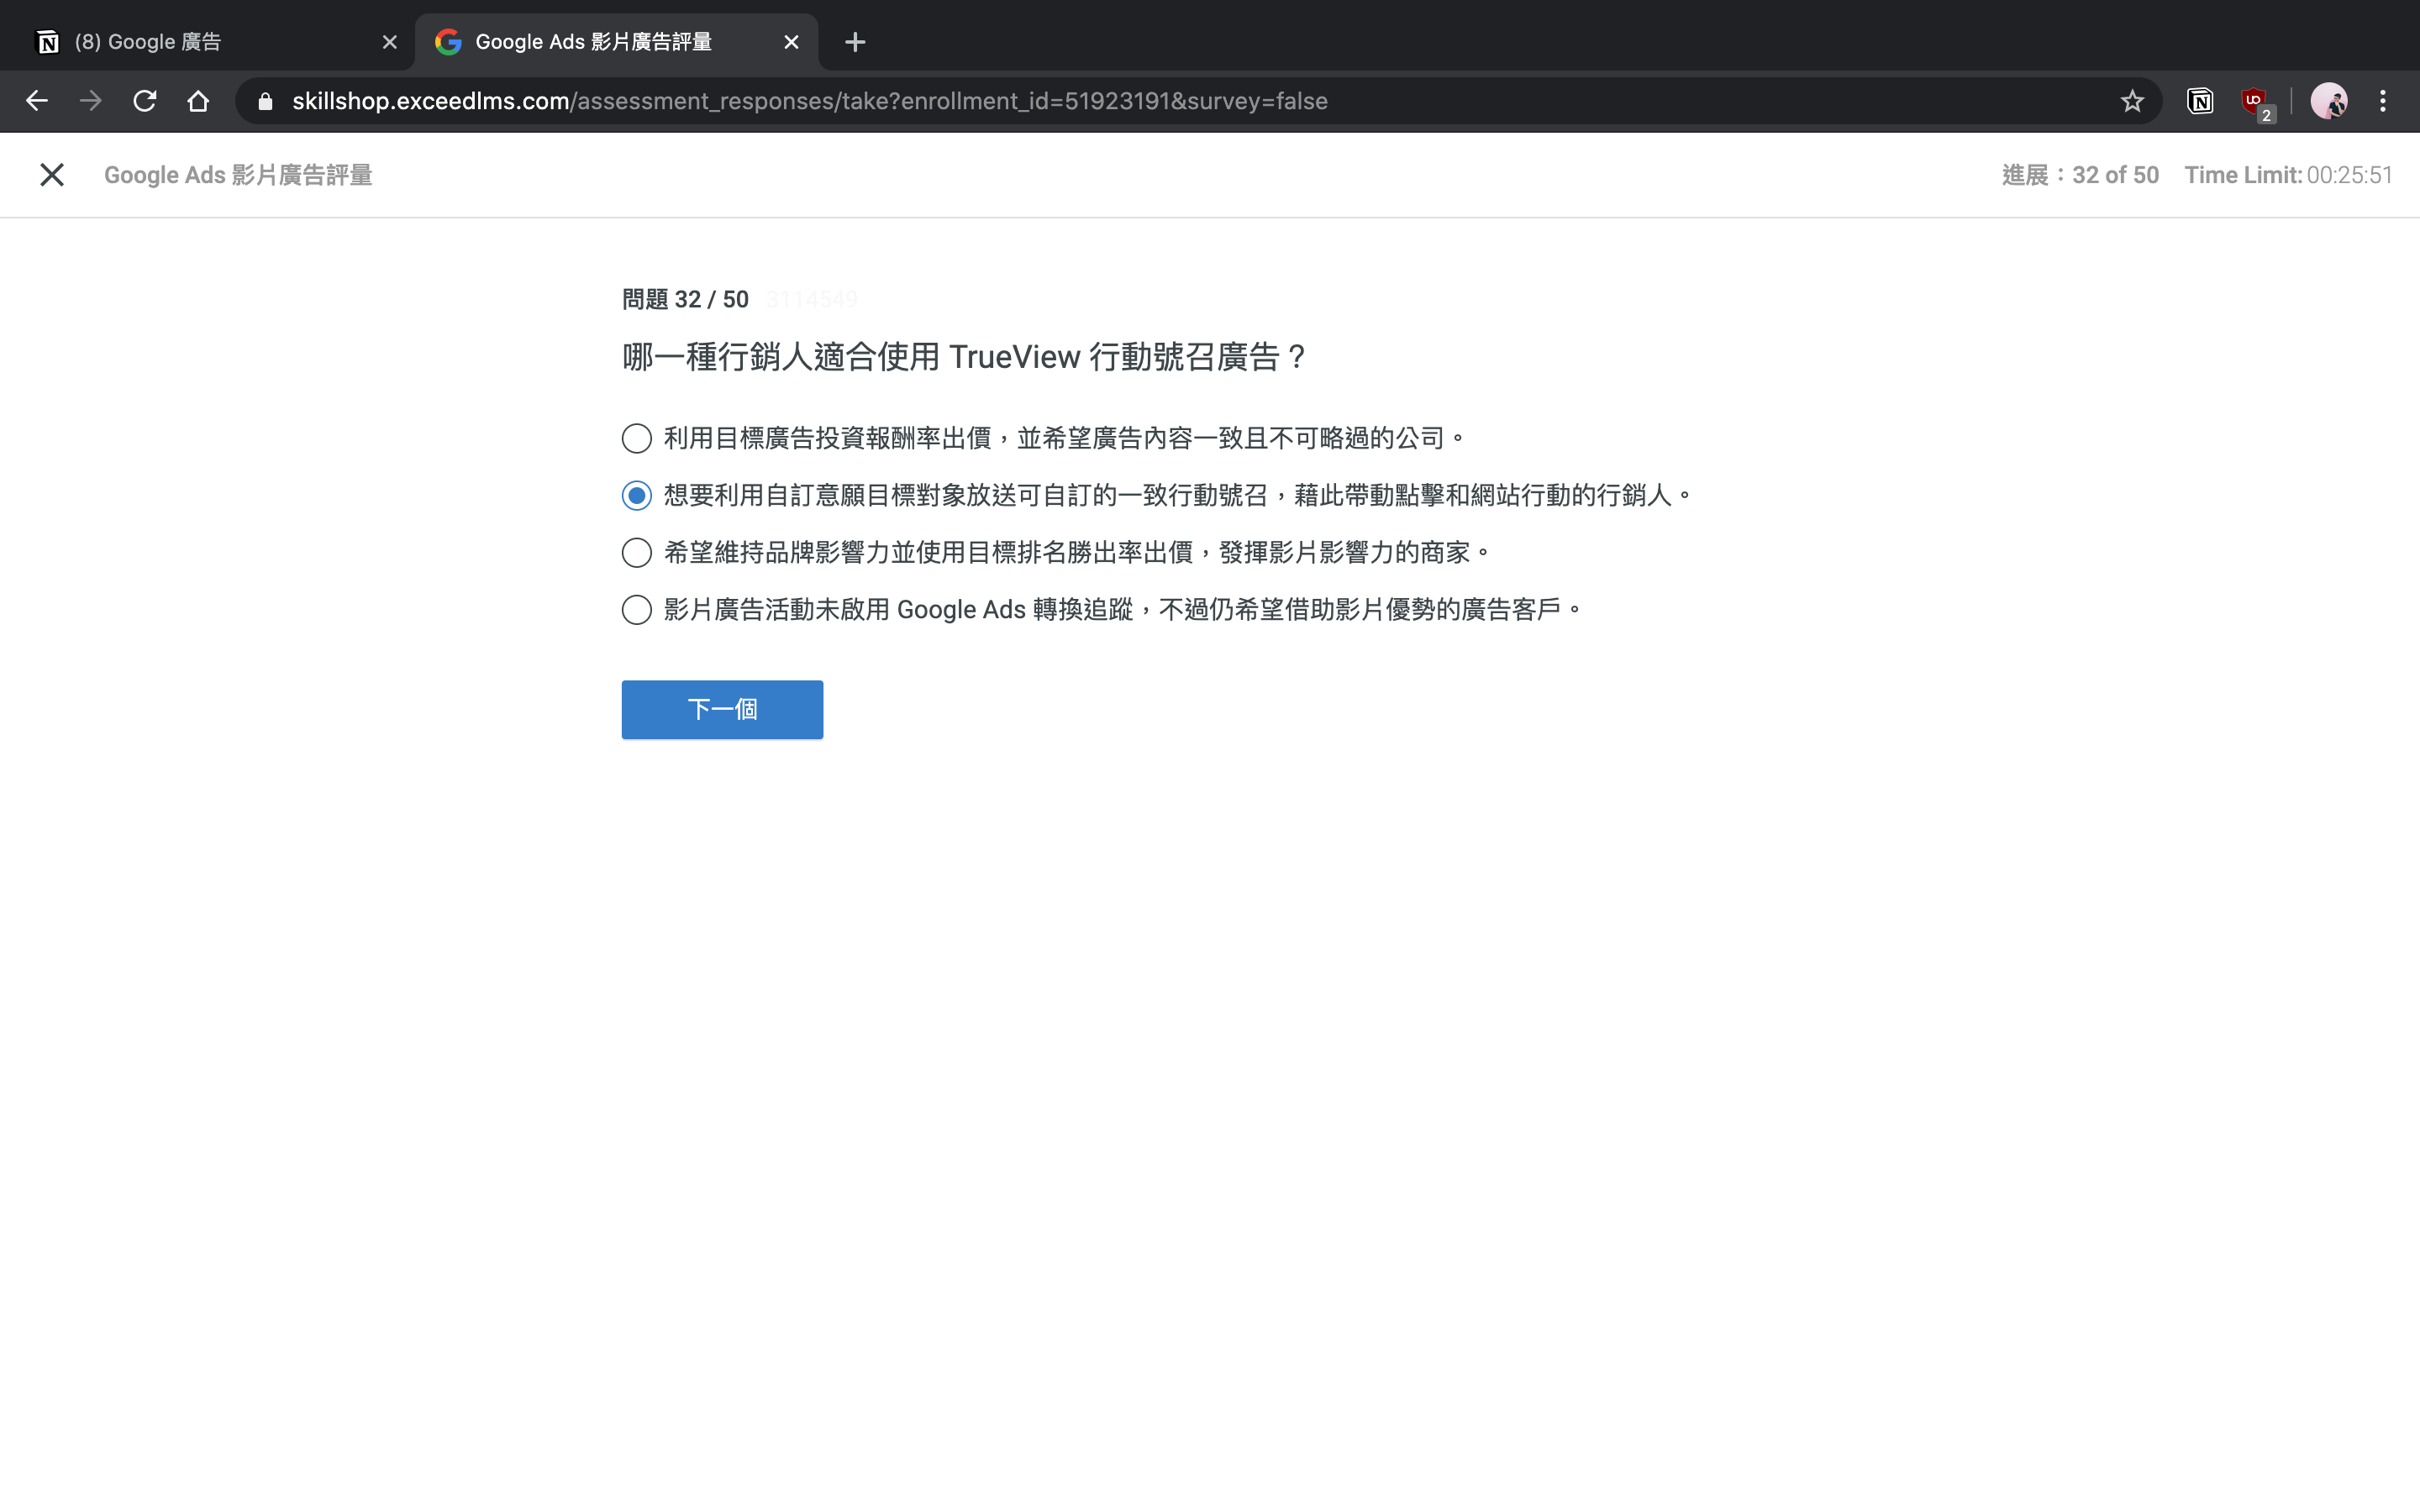 (8) Google 廣告
Google Ads 影片廣告評量
skillshop.exceedlms.com/assessment_responses/take?enrollment_id=51923191&survey=false
2
Google Ads 影片廣告評量
進展：32 of 50 Time Limit: 00:25:51
問題 32 / 50 3114549
哪一種行銷人適合使用 TrueView 行動號召廣告？
利用目標廣告投資報酬率出價，並希望廣告內容一致且不可略過的公司。
想要利用自訂意願目標對象放送可自訂的一致行動號召，藉此帶動點擊和網站行動的行銷人。
希望維持品牌影響力並使用目標排名勝出率出價，發揮影片影響力的商家。
影片廣告活動未啟用 Google Ads 轉換追蹤，不過仍希望借助影片優勢的廣告客戶。
下一個